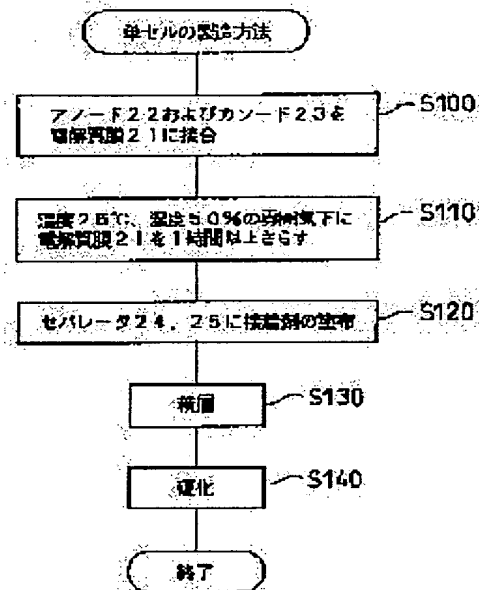 単セルの製造方法
アノード22およびカソード23を
電解質膜21に接合
S100
温度25℃、湿度50%の雰囲気下に
電解質膜21を1時間以上さらす
S110
セパレータ24,25に接着剤の塗布
S120
積層
S130
硬化
S140
終了